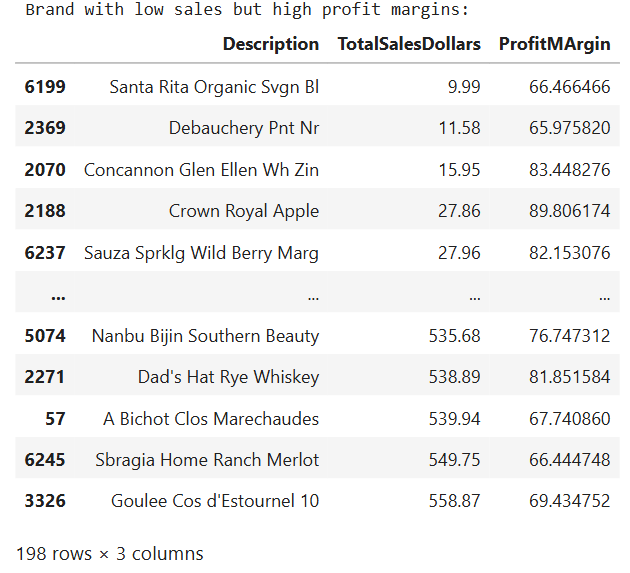 Brand with low sales but high profit margins:
Description TotalSalesDollars ProfitMArgin
6199 Santa Rita Organic Svgn Bl 9.99 66.466466
2369 Debauchery Pnt Nr 11.58 65.975820
2070 Concannon Glen Ellen Wh Zin 15.95 83.448276
2188 Crown Royal Apple 27.86 89.806174
6237 Sauza Sprklg Wild Berry Marg 27.96 82.153076
... ... ... ...
5074 Nanbu Bijin Southern Beauty 535.68 76.747312
2271 Dad's Hat Rye Whiskey 538.89 81.851584
57 A Bichot Clos Marechaudes 539.94 67.740860
6245 Sbragia Home Ranch Merlot 549.75 66.444748
3326 Goulee Cos d'Estournel 10 558.87 69.434752
198 rows × 3 columns